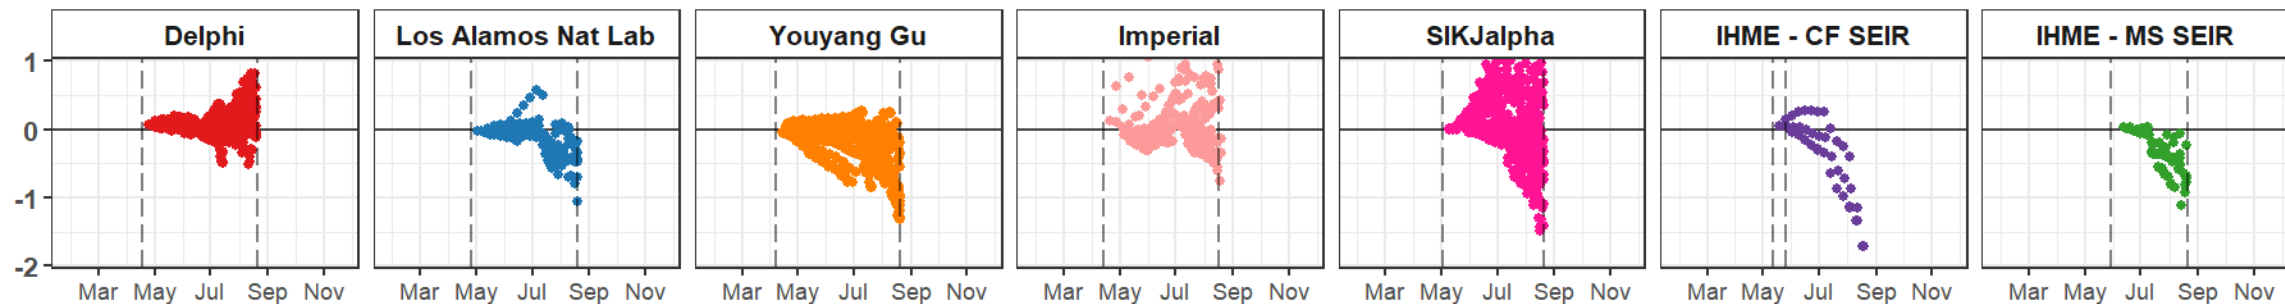 Delphi Los Alamos Nat Lab Youyang Gu Imperial SIKJalpha IHME - CF SEIR IHME - MS SEIR
1
0
-1
-2
Mar May Jul Sep Nov Mar May Jul Sep Nov Mar May Jul Sep Nov Mar May Jul Sep Nov Mar May Jul Sep Nov Mar May Jul Sep Nov Mar May Jul Sep Nov